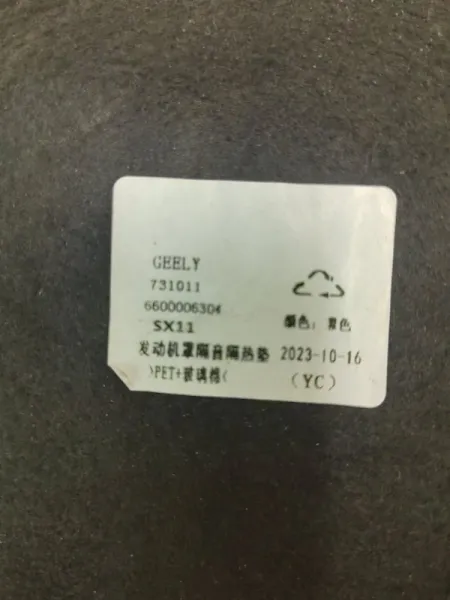 GEELY
731011
6600006304
SX11 颜色: 黑色
发动机罩隔音隔热垫 2023-10-16
>PET+玻璃棉< (YC)